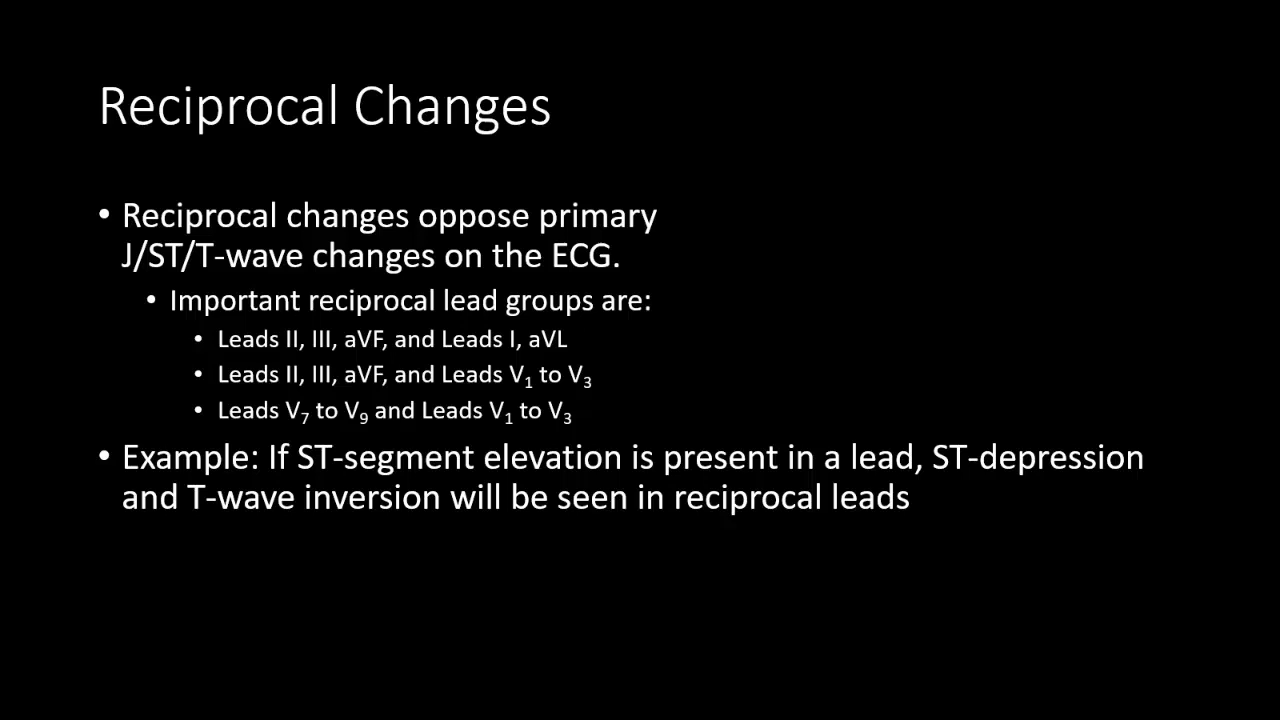 Reciprocal Changes
• Reciprocal changes oppose primary
J/ST/T-wave changes on the ECG.
• Important reciprocal lead groups are:
• Leads II, III, aVF, and Leads I, aVL
• Leads II, III, aVF, and Leads V₁ to V₃
• Leads V₇ to V₉ and Leads V₁ to V₃
• Example: If ST-segment elevation is present in a lead, ST-depression
and T-wave inversion will be seen in reciprocal leads